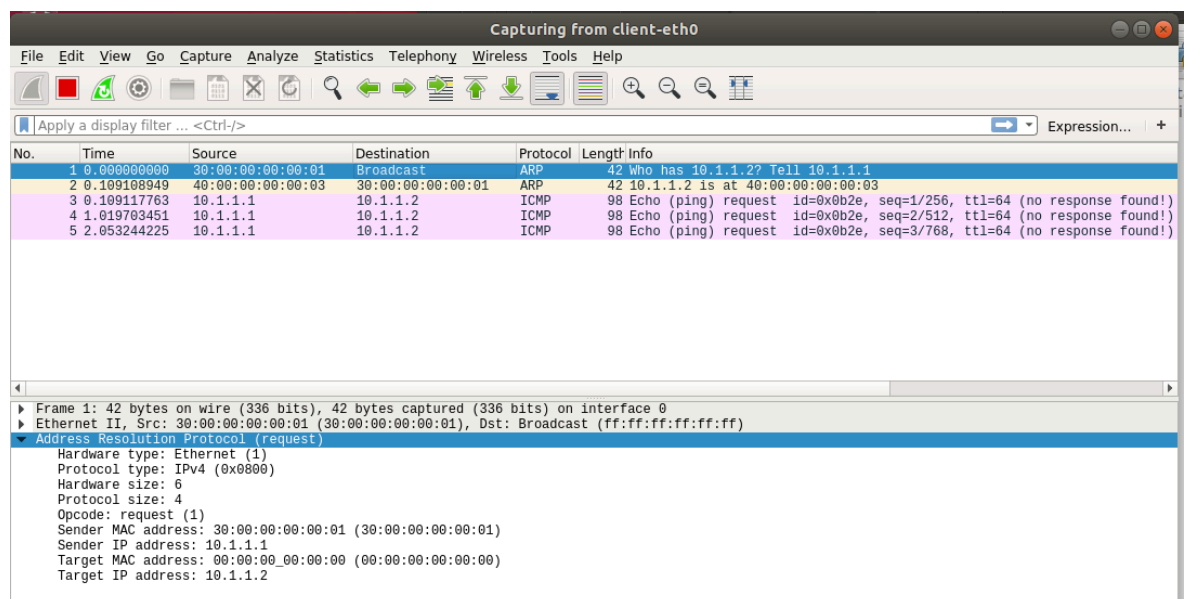 Capturing from client-eth0
File Edit View Go Capture Analyze Statistics Telephony Wireless Tools Help
Apply a display filter ... <Ctrl-/> Expression... +
No. Time Source Destination Protocol Length Info
1 0.000000000 30:00:00:00:00:01 Broadcast ARP 42 Who has 10.1.1.2? Tell 10.1.1.1
2 0.109108949 40:00:00:00:00:03 30:00:00:00:00:01 ARP 42 10.1.1.2 is at 40:00:00:00:00:03
3 0.109117763 10.1.1.1 10.1.1.2 ICMP 98 Echo (ping) request id=0x0b2e, seq=1/256, ttl=64 (no response found!)
4 1.019703451 10.1.1.1 10.1.1.2 ICMP 98 Echo (ping) request id=0x0b2e, seq=2/512, ttl=64 (no response found!)
5 2.053244225 10.1.1.1 10.1.1.2 ICMP 98 Echo (ping) request id=0x0b2e, seq=3/768, ttl=64 (no response found!)
Frame 1: 42 bytes on wire (336 bits), 42 bytes captured (336 bits) on interface 0
Ethernet II, Src: 30:00:00:00:00:01 (30:00:00:00:00:01), Dst: Broadcast (ff:ff:ff:ff:ff:ff)
Address Resolution Protocol (request)
Hardware type: Ethernet (1)
Protocol type: IPv4 (0x0800)
Hardware size: 6
Protocol size: 4
Opcode: request (1)
Sender MAC address: 30:00:00:00:00:01 (30:00:00:00:00:01)
Sender IP address: 10.1.1.1
Target MAC address: 00:00:00_00:00:00 (00:00:00:00:00:00)
Target IP address: 10.1.1.2